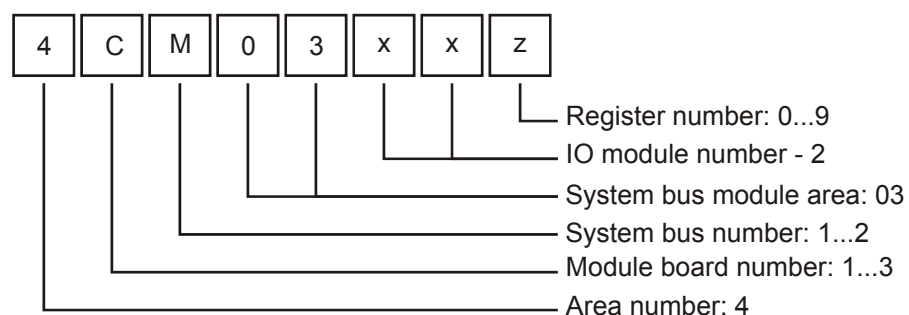 4 C M 0 3 x x z
Register number: 0...9
IO module number - 2
System bus module area: 03
System bus number: 1...2
Module board number: 1...3
Area number: 4